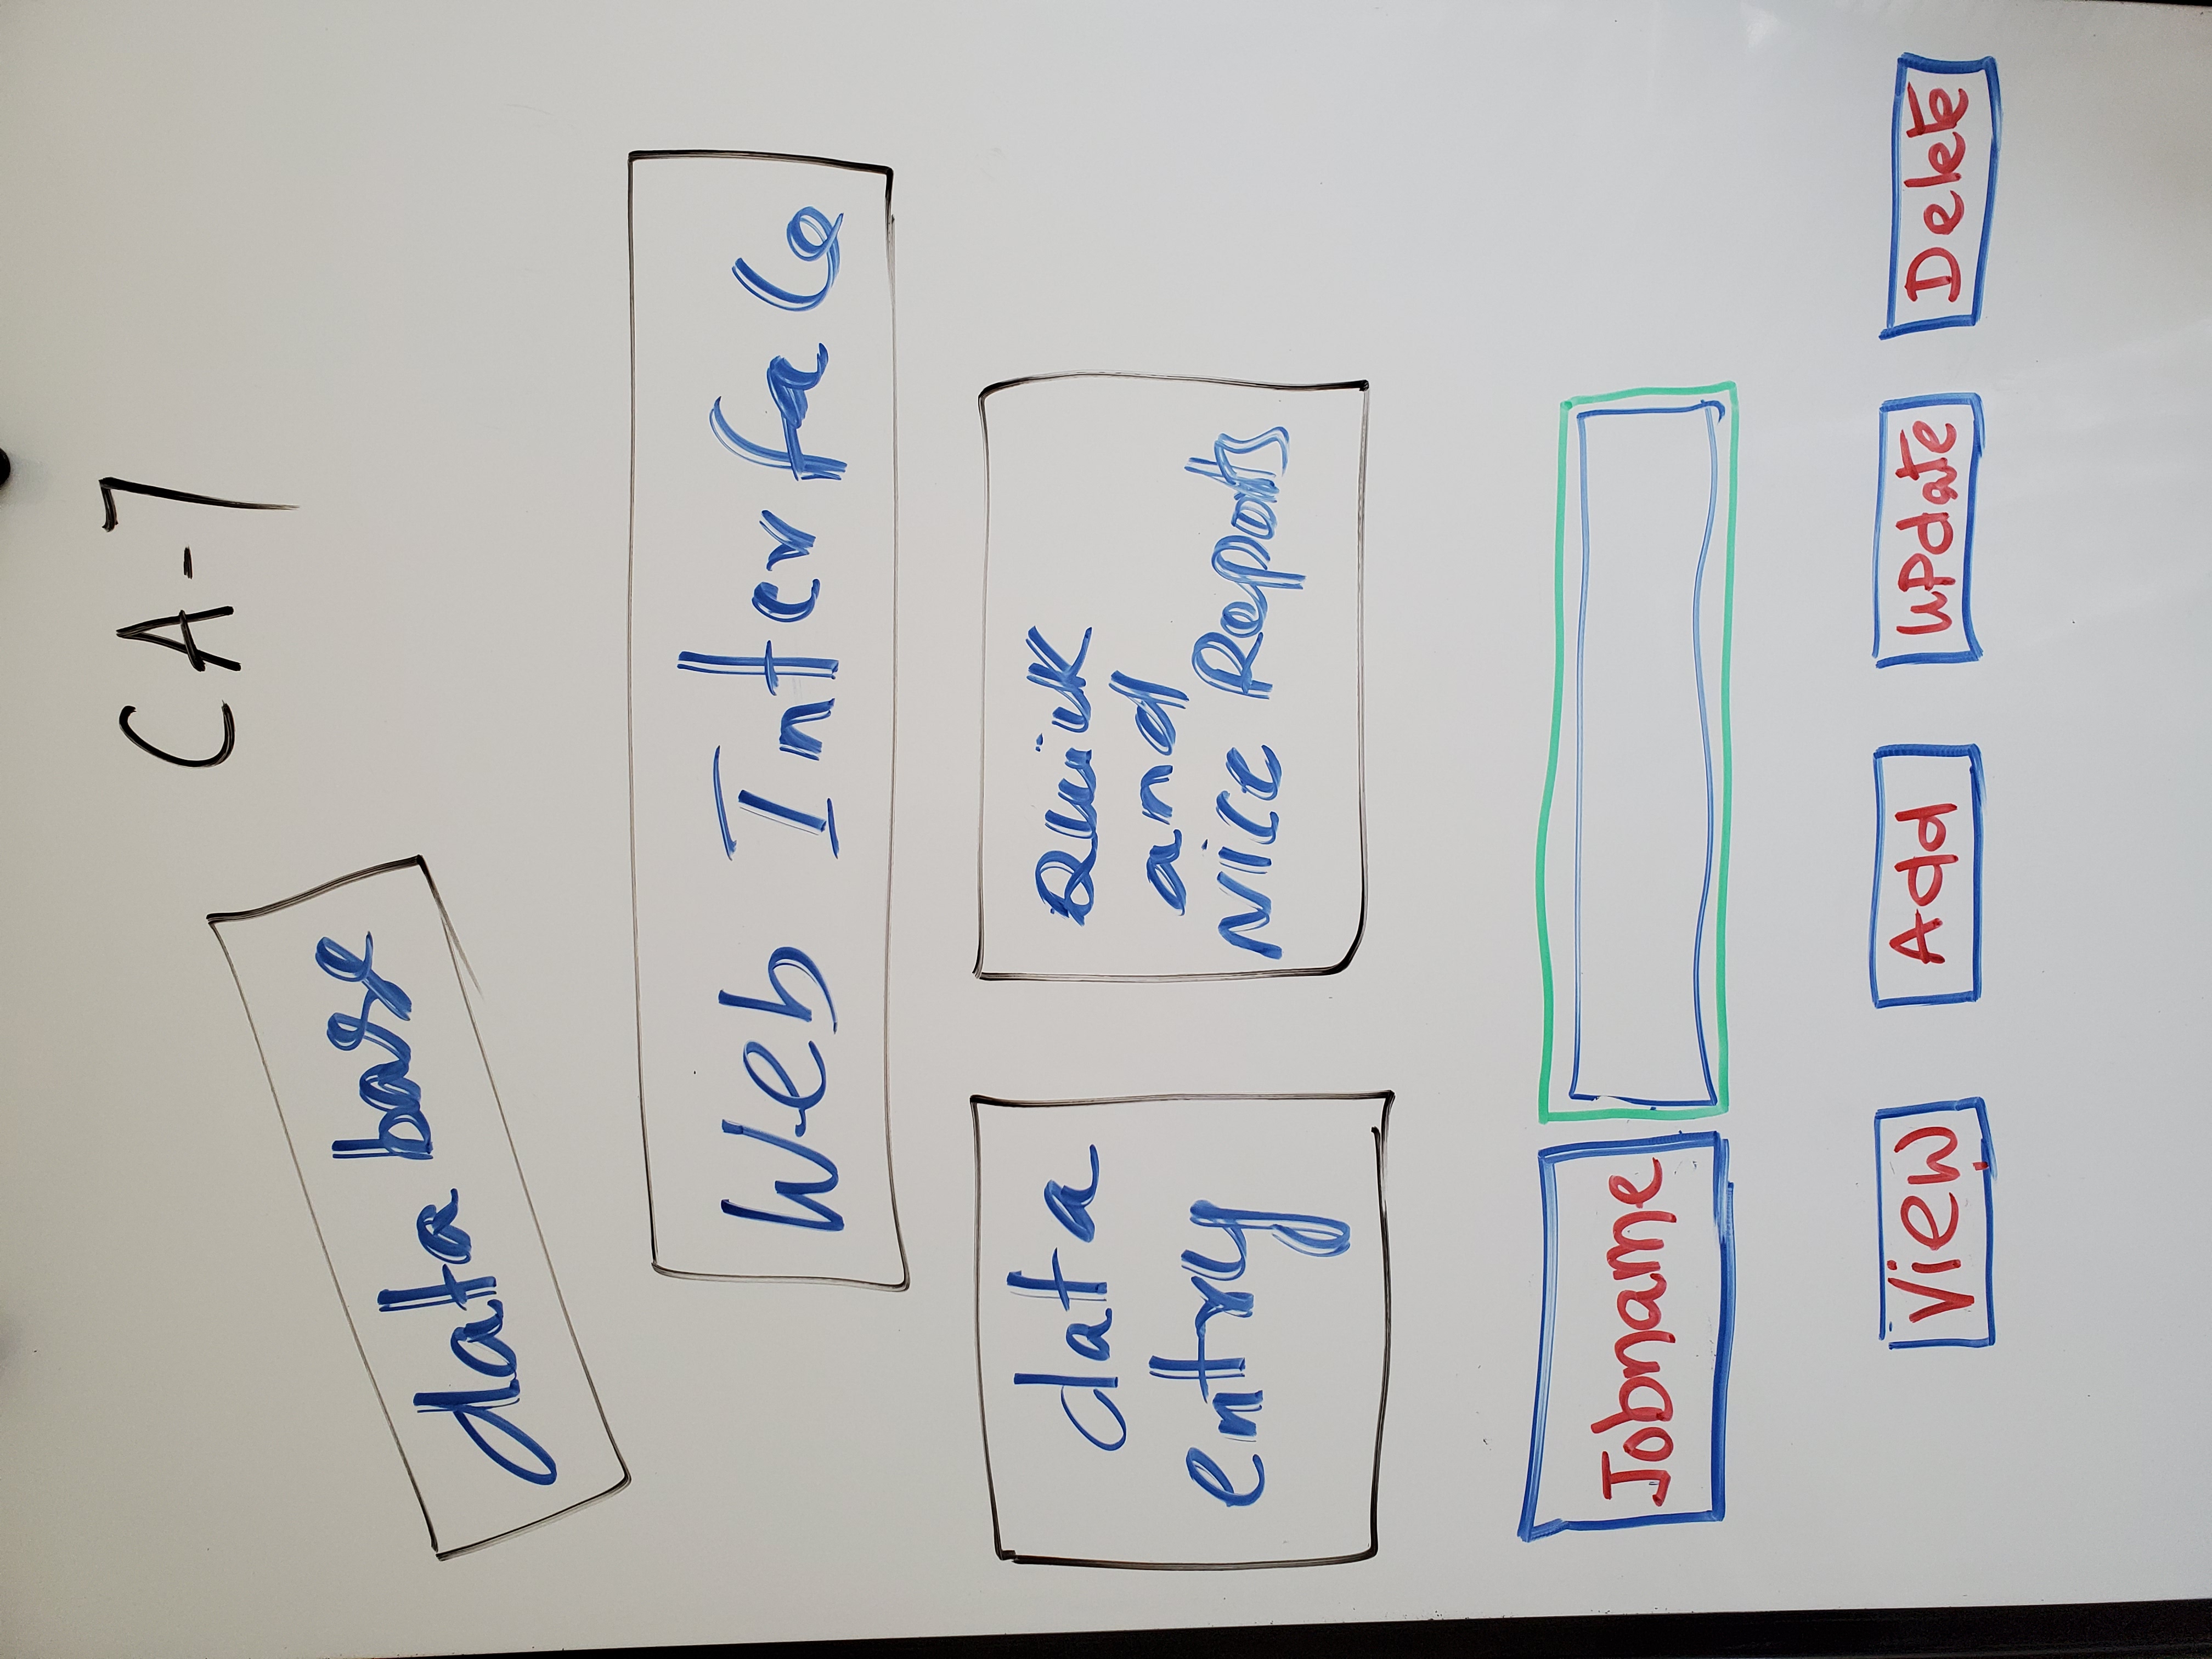 CA-7
data base
Web Interface
data
entry
Quick
and
Nice Reports
Jobname
View
Add
Update
Delete